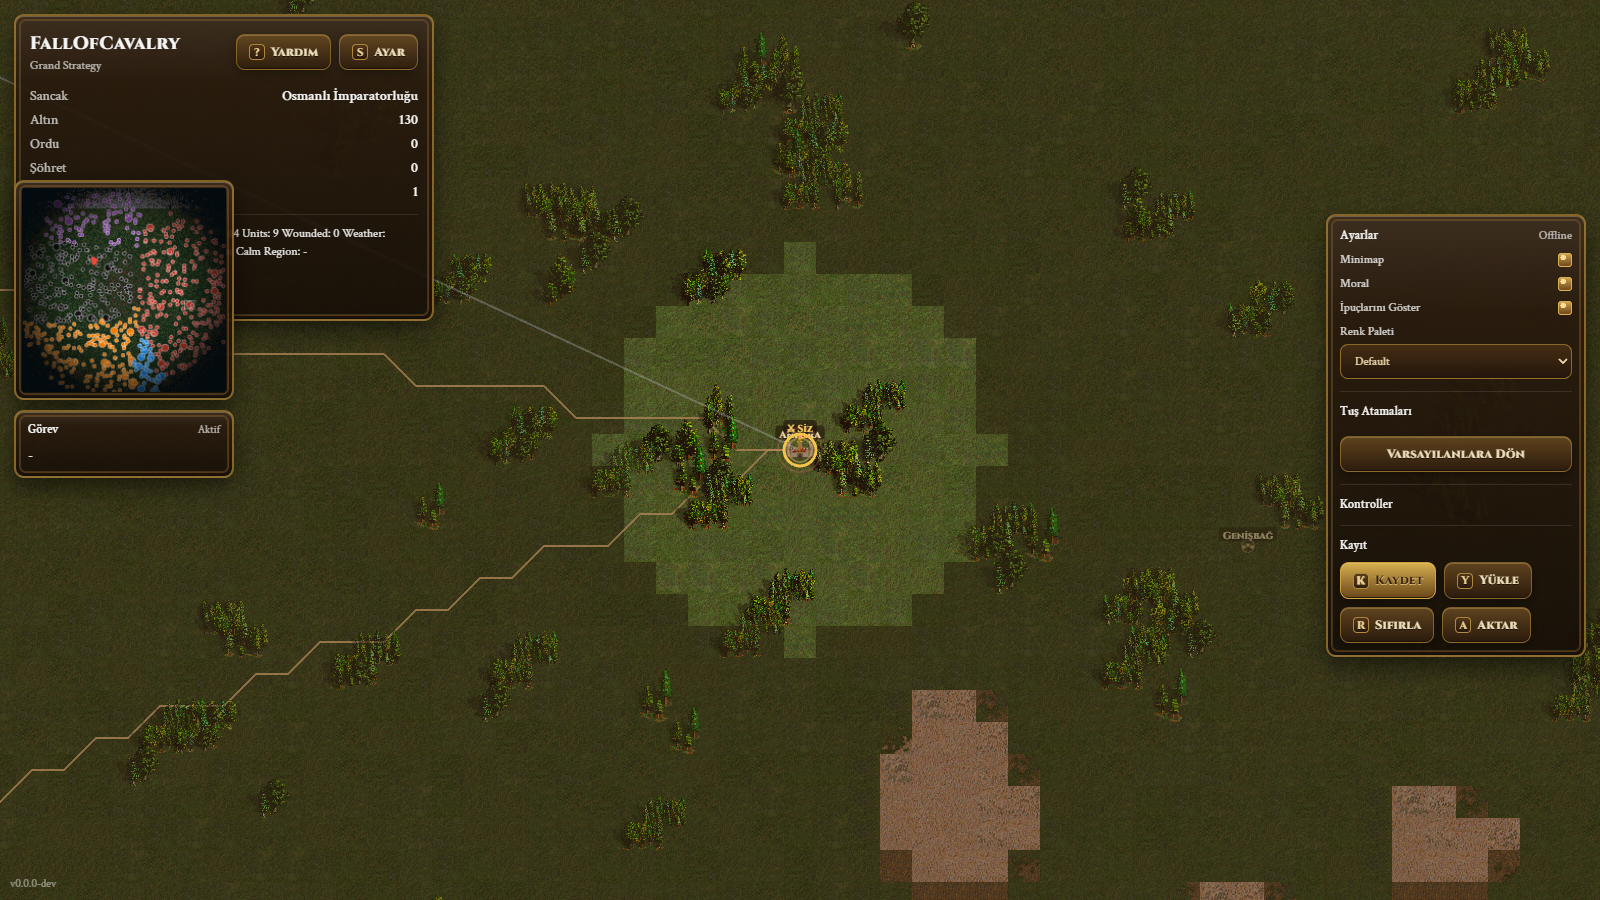 FallOfCavalry
Grand Strategy
? Yardım
S Ayar
Sancak Osmanlı İmparatorluğu
Altın 130
Ordu 0
Şöhret 0
1
4 Units: 9 Wounded: 0 Weather:
Calm Region: -
Görev Aktif
-
X Siz
Genişbağ
Ayarlar Offline
Minimap
Moral
İpuçlarını Göster
Renk Paleti
Default
Tuş Atamaları
Varsayılanlara Dön
Kontroller
Kayıt
K Kaydet
Y Yükle
R Sıfırla
A Aktar
v0.0.0-dev